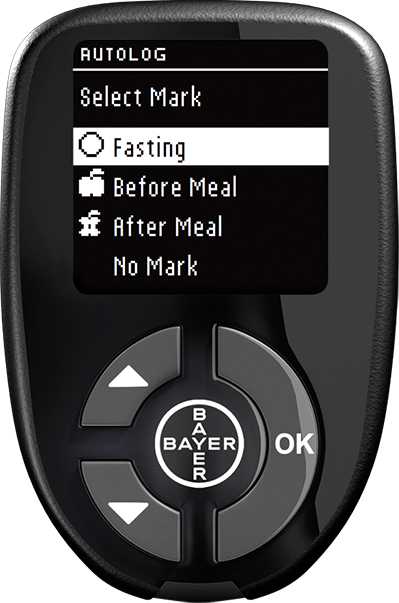 AUTOLOG
Select Mark
Fasting
Before Meal
After Meal
No Mark
BAYER
BAYER
OK